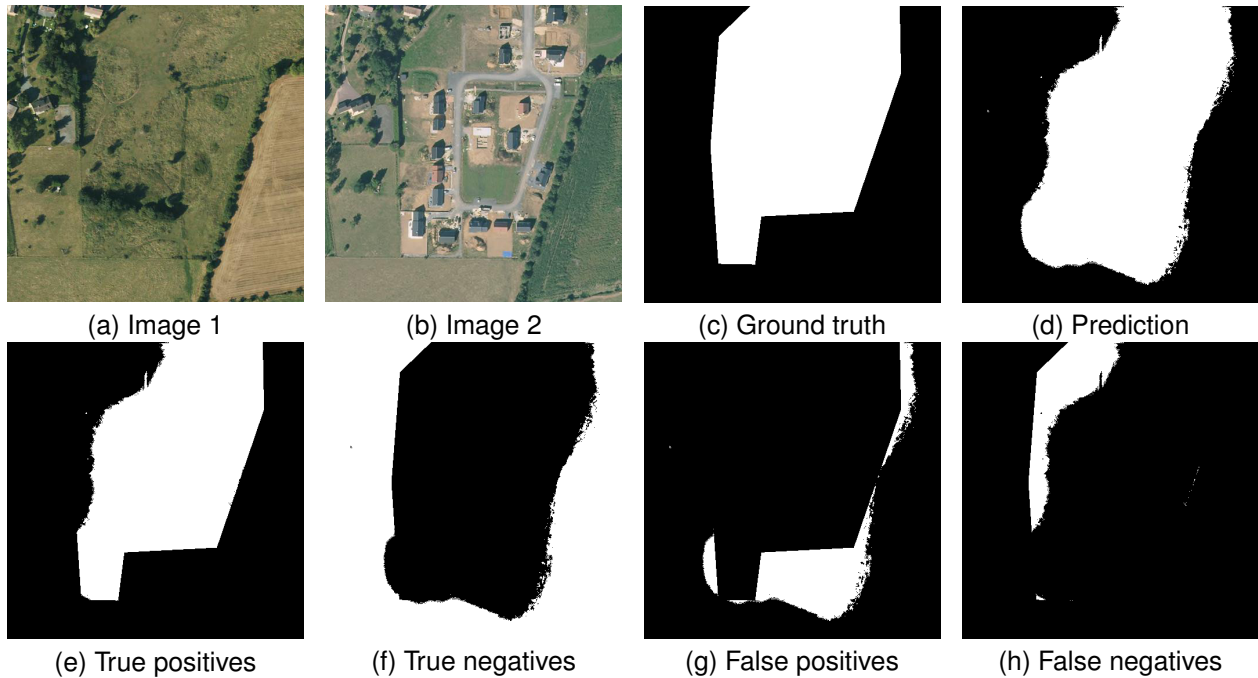 (a) Image 1
(b) Image 2
(c) Ground truth
(d) Prediction
(e) True positives
(f) True negatives
(g) False positives
(h) False negatives